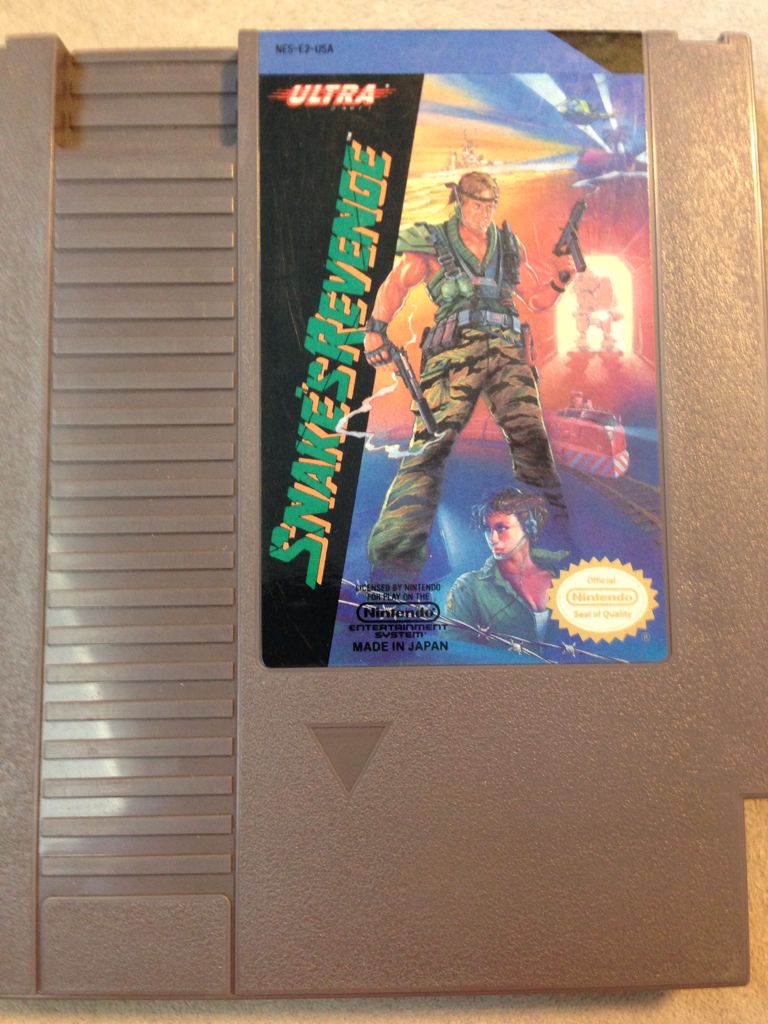 NES-E2-USA
ULTRA
SNAKE'S REVENGE
LICENSED BY NINTENDO
FOR PLAY ON THE
Nintendo
ENTERTAINMENT
SYSTEM
MADE IN JAPAN
Official
Nintendo
Seal of Quality
®